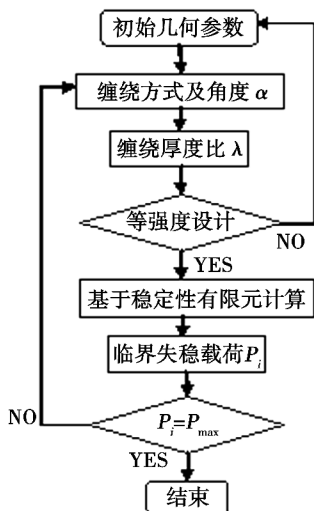 初始几何参数
缠绕方式及角度 α
缠绕厚度比 λ
等强度设计
NO
YES
基于稳定性有限元计算
临界失稳载荷Pi
NO
Pi=Pmax
YES
结束